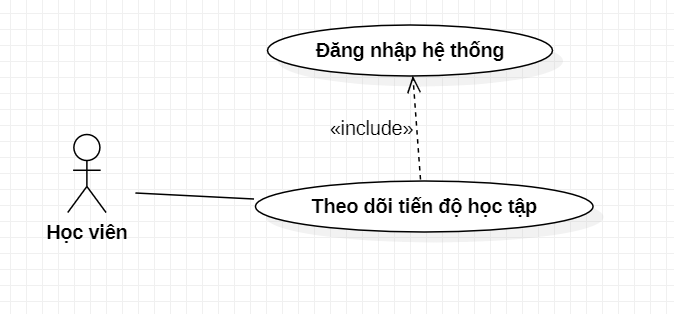 Đăng nhập hệ thống
«include»
Theo dõi tiến độ học tập
Học viên